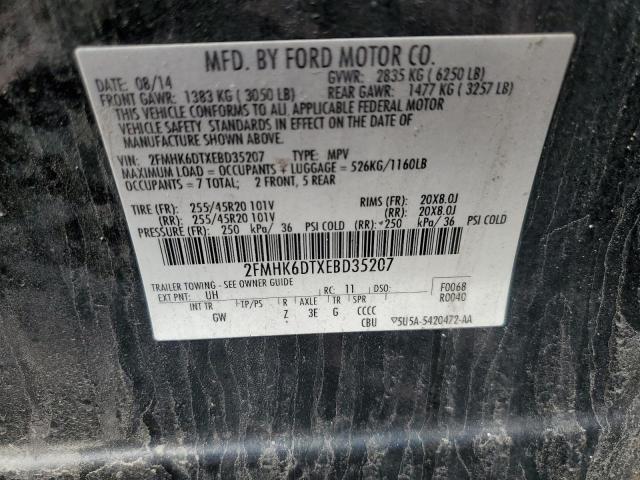 MFD. BY FORD MOTOR CO.
DATE: 08/14 GVWR: 2835 KG ( 6250 LB)
FRONT GAWR: 1383 KG ( 3050 LB) REAR GAWR: 1477 KG ( 3257 LB)
THIS VEHICLE CONFORMS TO ALL APPLICABLE FEDERAL MOTOR
VEHICLE SAFETY STANDARDS IN EFFECT ON THE DATE OF
MANUFACTURE SHOWN ABOVE.
VIN: 2FMHK6DTXEBD35207 TYPE: MPV
MAXIMUM LOAD = OCCUPANTS + LUGGAGE = 526KG/1160LB
OCCUPANTS = 7 TOTAL; 2 FRONT, 5 REAR
TIRE (FR): 255/45R20 101V RIMS (FR): 20X8.0J
(RR): 255/45R20 101V (RR): 20X8.0J
PRESSURE (FR): 250 kPa/ 36 PSI COLD (RR): 250 kPa/ 36 PSI COLD
2FMHK6DTXEBD35207
TRAILER TOWING - SEE OWNER GUIDE
EXT PNT: UH RC: 11 DSO: F0068
INT TR TP/PS R AXLE TR SPR R0040
GW Z 3E G CCCC
CBU 5U5A-5420472-AA